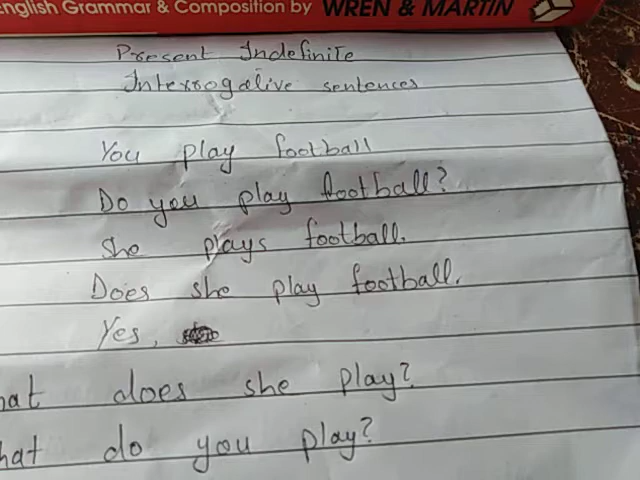 nglish Grammar & Composition by WREN & MARTIN
Present Indefinite
Interrogative sentences
You play football
Do you play football?
She plays football.
Does she play football.
Yes,
hat does she play?
hat do you play?